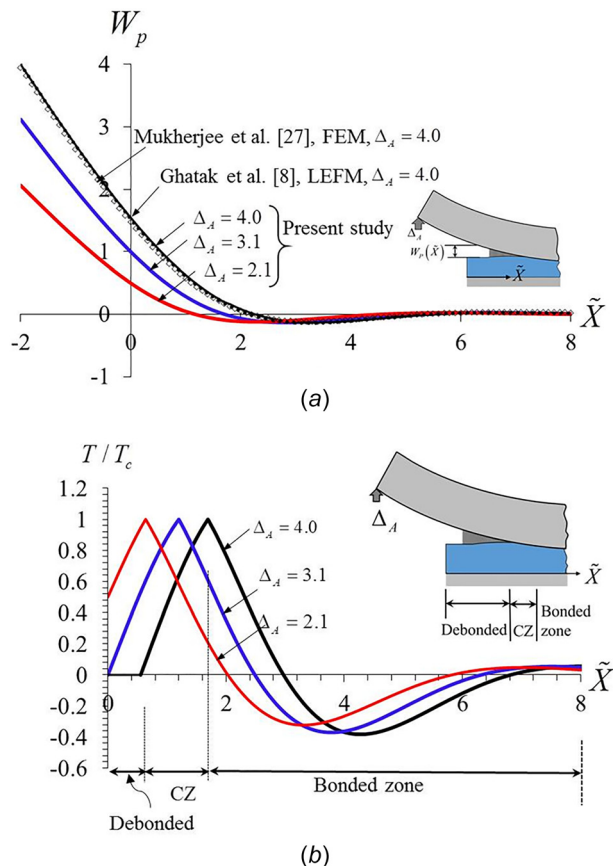 W_p
4
3
2
1
0
-1
-2 0 2 4 6 8
X̃
Mukherjee et al. [27], FEM, Δ_A = 4.0
Ghatak et al. [8], LEFM, Δ_A = 4.0
Δ_A = 4.0
Δ_A = 3.1
Δ_A = 2.1
Present study
Δ_A
W_P(X̃)
X̃
(a)
T / T_c
1.2
1
0.8
0.6
0.4
0.2
0
-0.2
-0.4
-0.6
0 2 4 6 8
X̃
Δ_A = 4.0
Δ_A = 3.1
Δ_A = 2.1
Δ_A
X̃
Debonded CZ Bonded zone
CZ
Bonded zone
Debonded
(b)